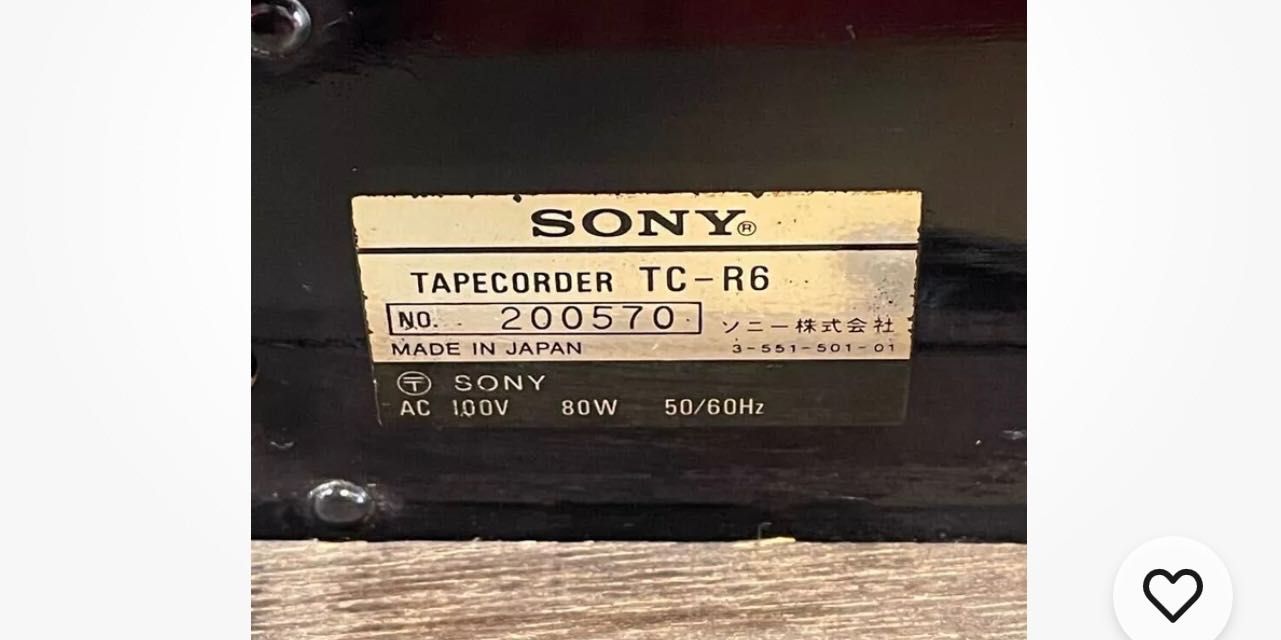 SONY®
TAPECORDER TC-R6
NO. 200570
ソニー株式会社
MADE IN JAPAN 3-551-501-01
〒 SONY
AC 100V 80W 50/60Hz